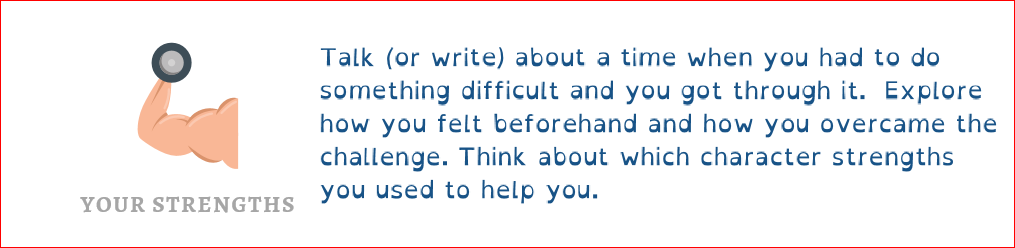 Talk (or write) about a time when you had to do
something difficult and you got through it.  Explore
how you felt beforehand and how you overcame the
challenge. Think about which character strengths
you used to help you.
YOUR STRENGTHS